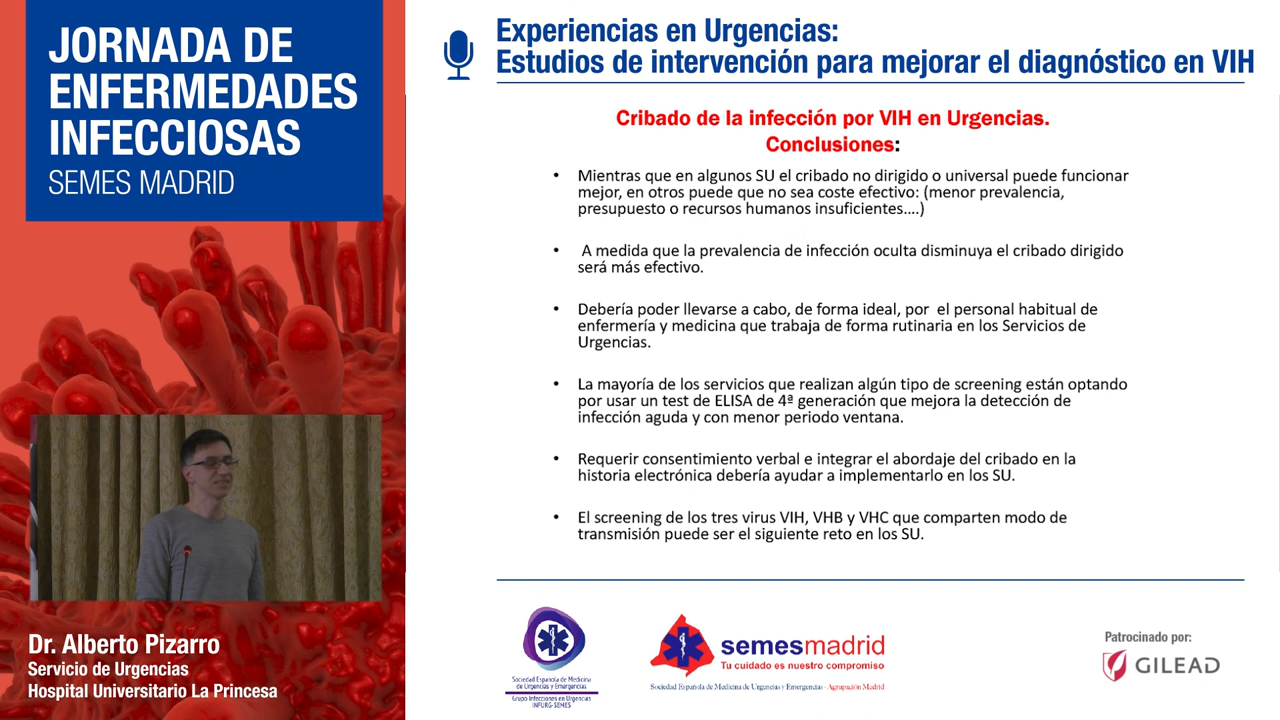 JORNADA DE
ENFERMEDADES
INFECCIOSAS
SEMES MADRID
Dr. Alberto Pizarro
Servicio de Urgencias
Hospital Universitario La Princesa
Experiencias en Urgencias:
Estudios de intervención para mejorar el diagnóstico en VIH
Cribado de la infección por VIH en Urgencias.
Conclusiones:
• Mientras que en algunos SU el cribado no dirigido o universal puede funcionar
mejor, en otros puede que no sea coste efectivo: (menor prevalencia,
presupuesto o recursos humanos insuficientes....)
• A medida que la prevalencia de infección oculta disminuya el cribado dirigido
será más efectivo.
• Debería poder llevarse a cabo, de forma ideal, por el personal habitual de
enfermería y medicina que trabaja de forma rutinaria en los Servicios de
Urgencias.
• La mayoría de los servicios que realizan algún tipo de screening están optando
por usar un test de ELISA de 4ª generación que mejora la detección de
infección aguda y con menor periodo ventana.
• Requerir consentimiento verbal e integrar el abordaje del cribado en la
historia electrónica debería ayudar a implementarlo en los SU.
• El screening de los tres virus VIH, VHB y VHC que comparten modo de
transmisión puede ser el siguiente reto en los SU.
Sociedad Española de Medicina
de Urgencias y Emergencias
Grupo Infecciones en Urgencias
INFURG-SEMES
semesmadrid
Tu cuidado es nuestro compromiso
Sociedad Española de Medicina de Urgencias y Emergencias · Agrupación Madrid
Patrocinado por:
GILEAD